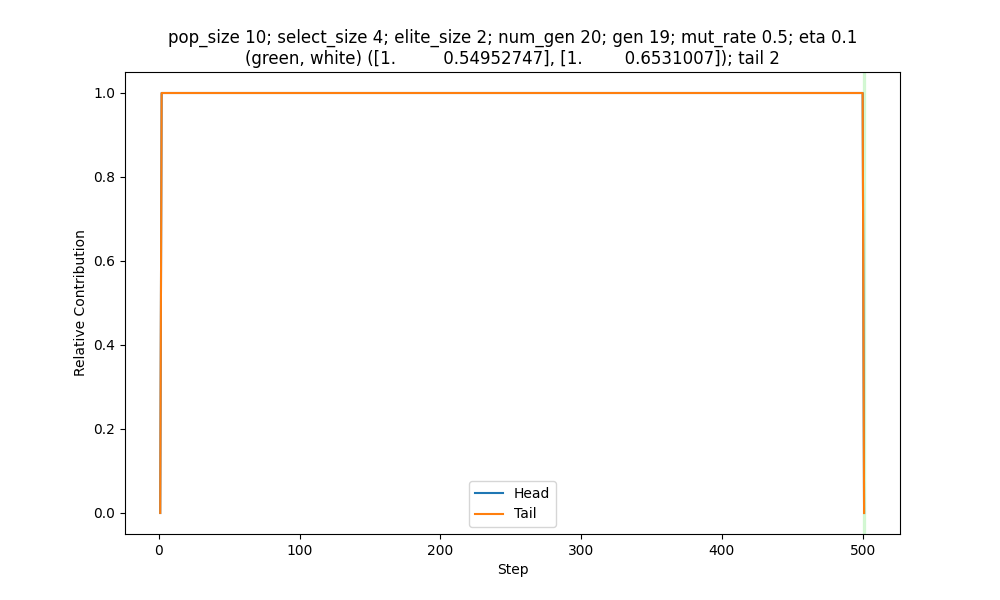 pop_size 10; select_size 4; elite_size 2; num_gen 20; gen 19; mut_rate 0.5; eta 0.1
(green, white) ([1.         0.54952747], [1.        0.6531007]); tail 2
1.0
0.8
0.6
0.4
0.2
0.0
Relative Contribution
Head
Tail
0 100 200 300 400 500
Step